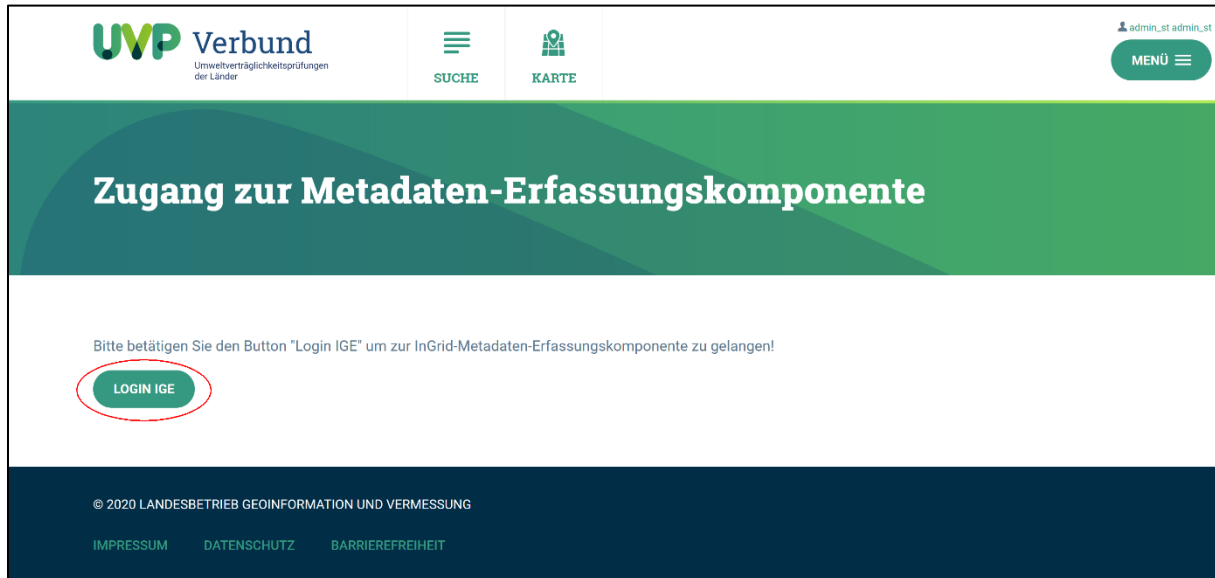 UVP Verbund
Umweltverträglichkeitsprüfungen
der Länder
SUCHE
KARTE
admin_st admin_st
MENÜ
Zugang zur Metadaten-Erfassungskomponente
Bitte betätigen Sie den Button "Login IGE" um zur InGrid-Metadaten-Erfassungskomponente zu gelangen!
LOGIN IGE
© 2020 LANDESBETRIEB GEOINFORMATION UND VERMESSUNG
IMPRESSUM DATENSCHUTZ BARRIEREFREIHEIT